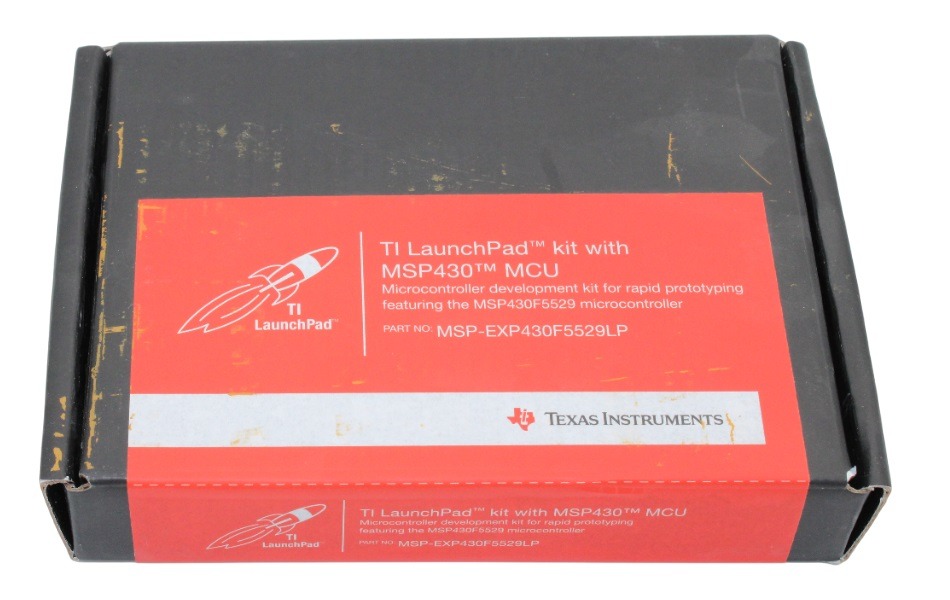 TI LaunchPad™ kit with
MSP430™ MCU
Microcontroller development kit for rapid prototyping
featuring the MSP430F5529 microcontroller
PART NO: MSP-EXP430F5529LP
TI
LaunchPad™
TEXAS INSTRUMENTS
TI LaunchPad™ kit with MSP430™ MCU
Microcontroller development kit for rapid prototyping
featuring the MSP430F5529 microcontroller
PART NO: MSP-EXP430F5529LP
TI
LaunchPad™